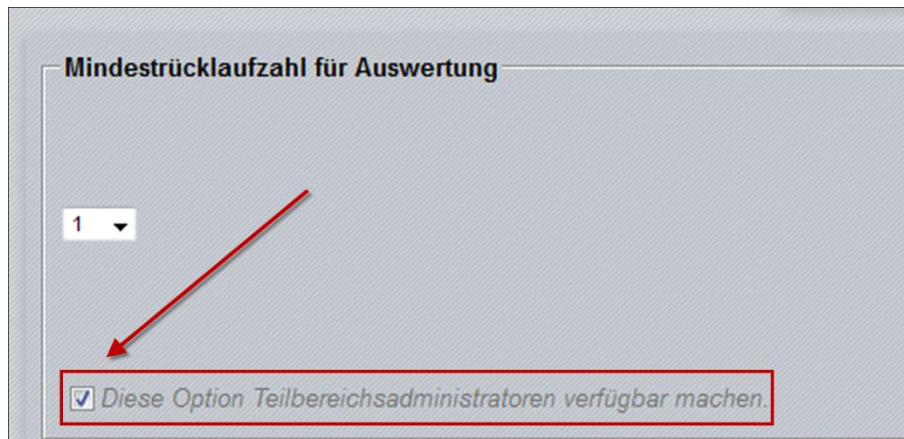 Mindestrücklaufzahl für Auswertung
1
Diese Option Teilbereichsadministratoren verfügbar machen.